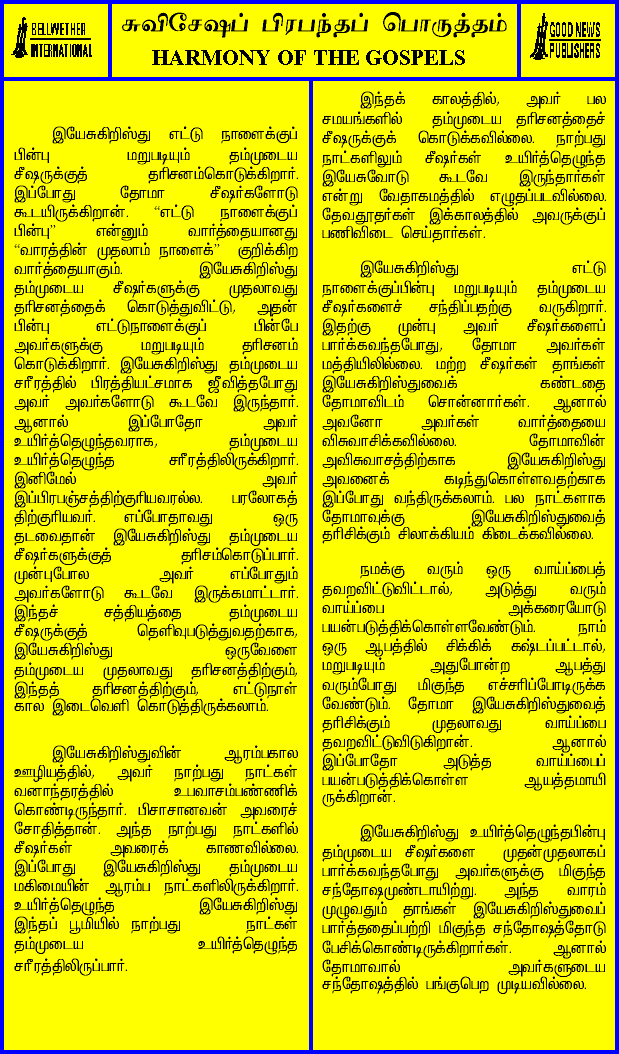 BELLWETHER
INTERNATIONAL
சுவிசேஷப் பிரபந்தப் பொருத்தம்
HARMONY OF THE GOSPELS
GOOD NEWS
PUBLISHERS
இயேசுகிறிஸ்து எட்டு நாளைக்குப்
பின்பு மறுபடியும் தம்முடைய
சீஷருக்குத் தரிசனம்கொடுக்கிறார்.
இப்போது தோமா சீஷர்களோடு
கூடயிருக்கிறான். “எட்டு நாளைக்குப்
பின்பு” என்னும் வார்த்தையானது
“வாரத்தின் முதலாம் நாளைக்” குறிக்கிற
வார்த்தையாகும். இயேசுகிறிஸ்து
தம்முடைய சீஷர்களுக்கு முதலாவது
தரிசனத்தைக் கொடுத்துவிட்டு, அதன்
பின்பு எட்டுநாளைக்குப் பின்பே
அவர்களுக்கு மறுபடியும் தரிசனம்
கொடுக்கிறார். இயேசுகிறிஸ்து தம்முடைய
சரீரத்தில் பிரத்தியட்சமாக ஜீவித்தபோது
அவர் அவர்களோடு கூடவே இருந்தார்.
ஆனால் இப்போதோ அவர்
உயிர்த்தெழுந்தவராக, தம்முடைய
உயிர்த்தெழுந்த சரீரத்திலிருக்கிறார்.
இனிமேல் அவர்
இப்பிரபஞ்சத்திற்குரியவரல்ல. பரலோகத்
திற்குரியவர். எப்போதாவது ஒரு
தடவைதான் இயேசுகிறிஸ்து தம்முடைய
சீஷர்களுக்குத் தரிசம்கொடுப்பார்.
முன்புபோல அவர் எப்போதும்
அவர்களோடு கூடவே இருக்கமாட்டார்.
இந்தச் சத்தியத்தை தம்முடைய
சீஷருக்குத் தெளிவுபடுத்துவதற்காக,
இயேசுகிறிஸ்து ஒருவேளை
தம்முடைய முதலாவது தரிசனத்திற்கும்,
இந்தத் தரிசனத்திற்கும், எட்டுநாள்
கால இடைவெளி கொடுத்திருக்கலாம்.
இயேசுகிறிஸ்துவின் ஆரம்பகால
ஊழியத்தில், அவர் நாற்பது நாட்கள்
வனாந்தரத்தில் உபவாசம்பண்ணிக்
கொண்டிருந்தார். பிசாசானவன் அவரைச்
சோதித்தான். அந்த நாற்பது நாட்களில்
சீஷர்கள் அவரைக் காணவில்லை.
இப்போது இயேசுகிறிஸ்து தம்முடைய
மகிமையின் ஆரம்ப நாட்களிலிருக்கிறார்.
உயிர்த்தெழுந்த இயேசுகிறிஸ்து
இந்தப் பூமியில் நாற்பது நாட்கள்
தம்முடைய உயிர்த்தெழுந்த
சரீரத்திலிருப்பார்.
இந்தக் காலத்தில், அவர் பல
சமயங்களில் தம்முடைய தரிசனத்தைச்
சீஷருக்குக் கொடுக்கவில்லை. நாற்பது
நாட்களிலும் சீஷர்கள் உயிர்த்தெழுந்த
இயேசுவோடு கூடவே இருந்தார்கள்
என்று வேதாகமத்தில் எழுதப்படவில்லை.
தேவதூதர்கள் இக்காலத்தில் அவருக்குப்
பணிவிடை செய்தார்கள்.
இயேசுகிறிஸ்து எட்டு
நாளைக்குப்பின்பு மறுபடியும் தம்முடைய
சீஷர்களைச் சந்திப்பதற்கு வருகிறார்.
இதற்கு முன்பு அவர் சீஷர்களைப்
பார்க்கவந்தபோது, தோமா அவர்கள்
மத்தியிலில்லை. மற்ற சீஷர்கள் தாங்கள்
இயேசுகிறிஸ்துவைக் கண்டதை
தோமாவிடம் சொன்னார்கள். ஆனால்
அவனோ அவர்கள் வார்த்தையை
விசுவாசிக்கவில்லை. தோமாவின்
அவிசுவாசத்திற்காக இயேசுகிறிஸ்து
அவனைக் கடிந்துகொள்வதற்காக
இப்போது வந்திருக்கலாம். பல நாட்களாக
தோமாவுக்கு இயேசுகிறிஸ்துவைத்
தரிசிக்கும் சிலாக்கியம் கிடைக்கவில்லை.
நமக்கு வரும் ஒரு வாய்ப்பைத்
தவறவிட்டுவிட்டால், அடுத்து வரும்
வாய்ப்பை அக்கரையோடு
பயன்படுத்திக்கொள்ளவேண்டும். நாம்
ஒரு ஆபத்தில் சிக்கிக் கஷ்டப்பட்டால்,
மறுபடியும் அதுபோன்ற ஆபத்து
வரும்போது மிகுந்த எச்சரிப்போடிருக்க
வேண்டும். தோமா இயேசுகிறிஸ்துவைத்
தரிசிக்கும் முதலாவது வாய்ப்பை
தவறவிட்டுவிடுகிறான். ஆனால்
இப்போதோ அடுத்த வாய்ப்பைப்
பயன்படுத்திக்கொள்ள ஆயத்தமாயி
ருக்கிறான்.
இயேசுகிறிஸ்து உயிர்த்தெழுந்தபின்பு
தம்முடைய சீஷர்களை முதன்முதலாகப்
பார்க்கவந்தபோது அவர்களுக்கு மிகுந்த
சந்தோஷமுண்டாயிற்று. அந்த வாரம்
முழுவதும் தாங்கள் இயேசுகிறிஸ்துவைப்
பார்த்ததைப்பற்றி மிகுந்த சந்தோஷத்தோடு
பேசிக்கொண்டிருக்கிறார்கள். ஆனால்
தோமாவால் அவர்களுடைய
சந்தோஷத்தில் பங்குபெற முடியவில்லை.